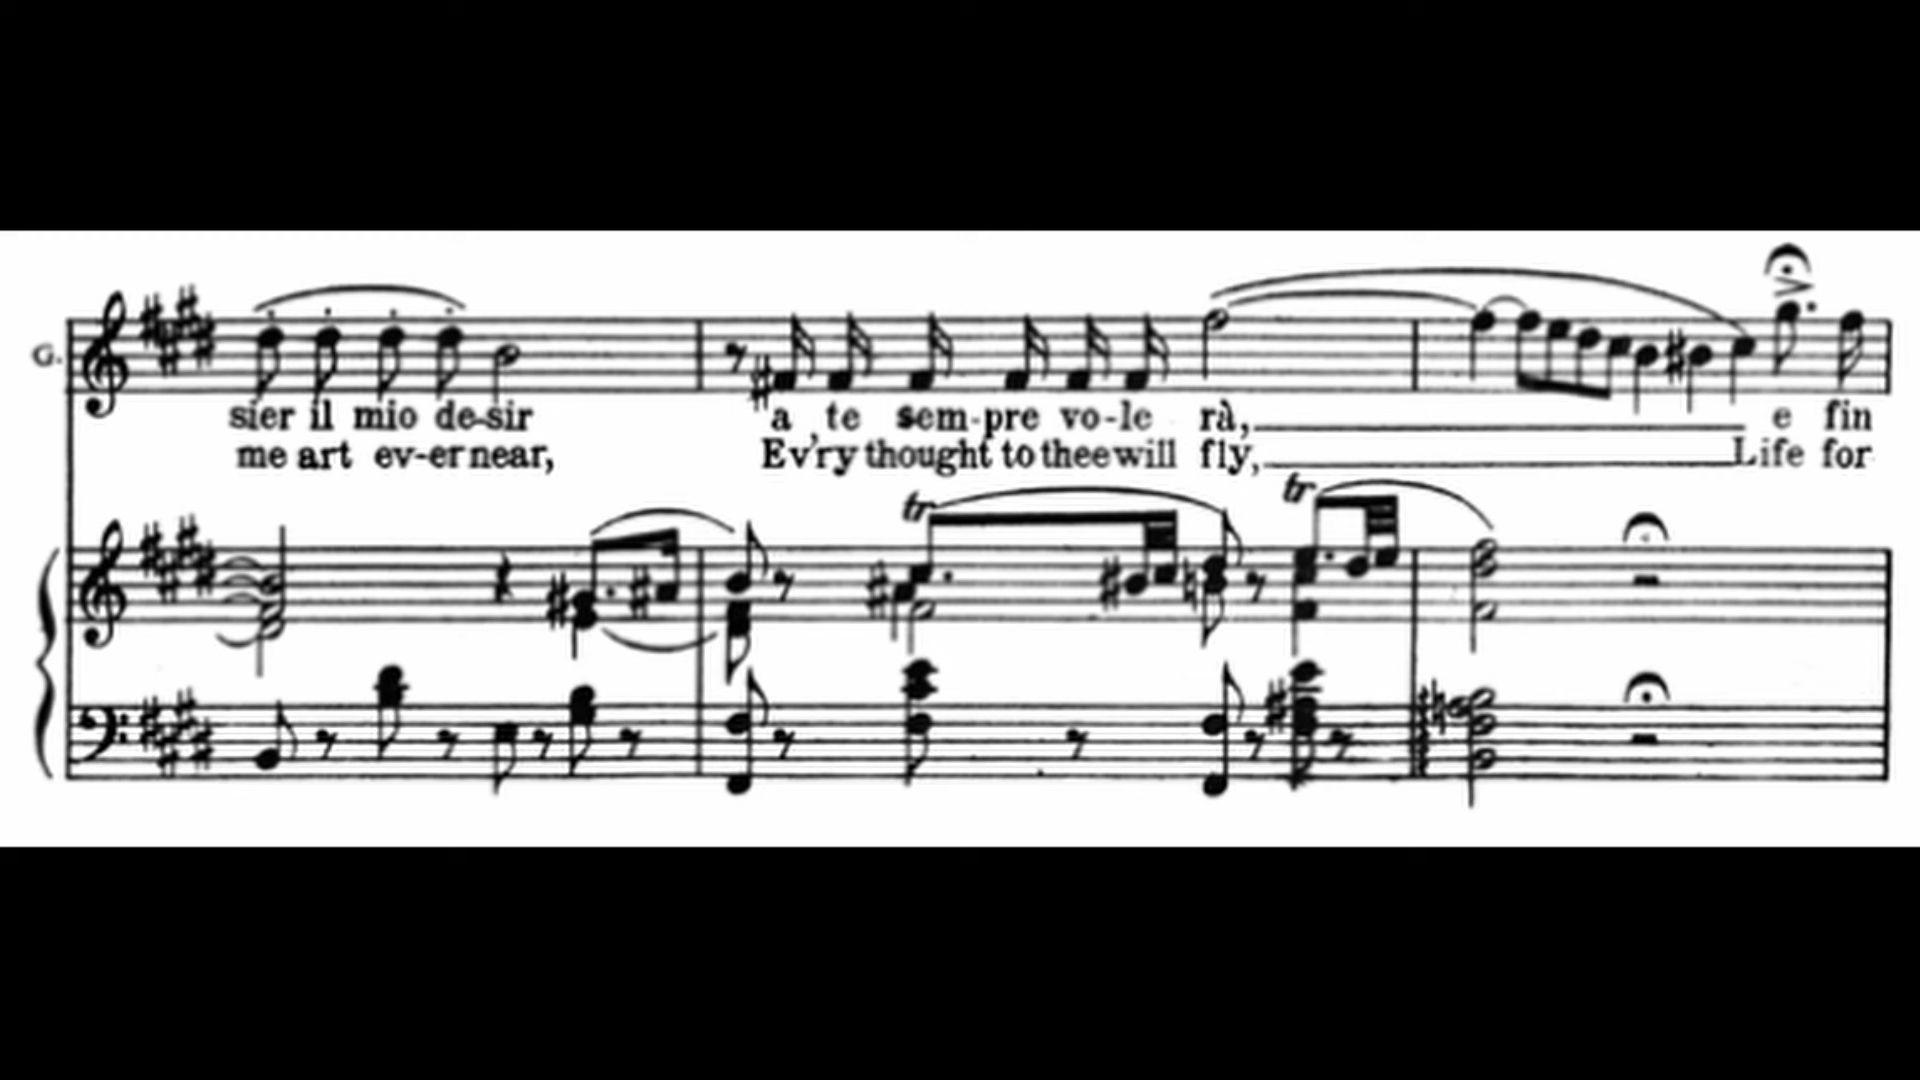 G.
sier il mio de-sir a te sem-pre vo-le rà, e fin
me art ev-er near, Ev'ry thought to thee will fly, Life for
tr tr